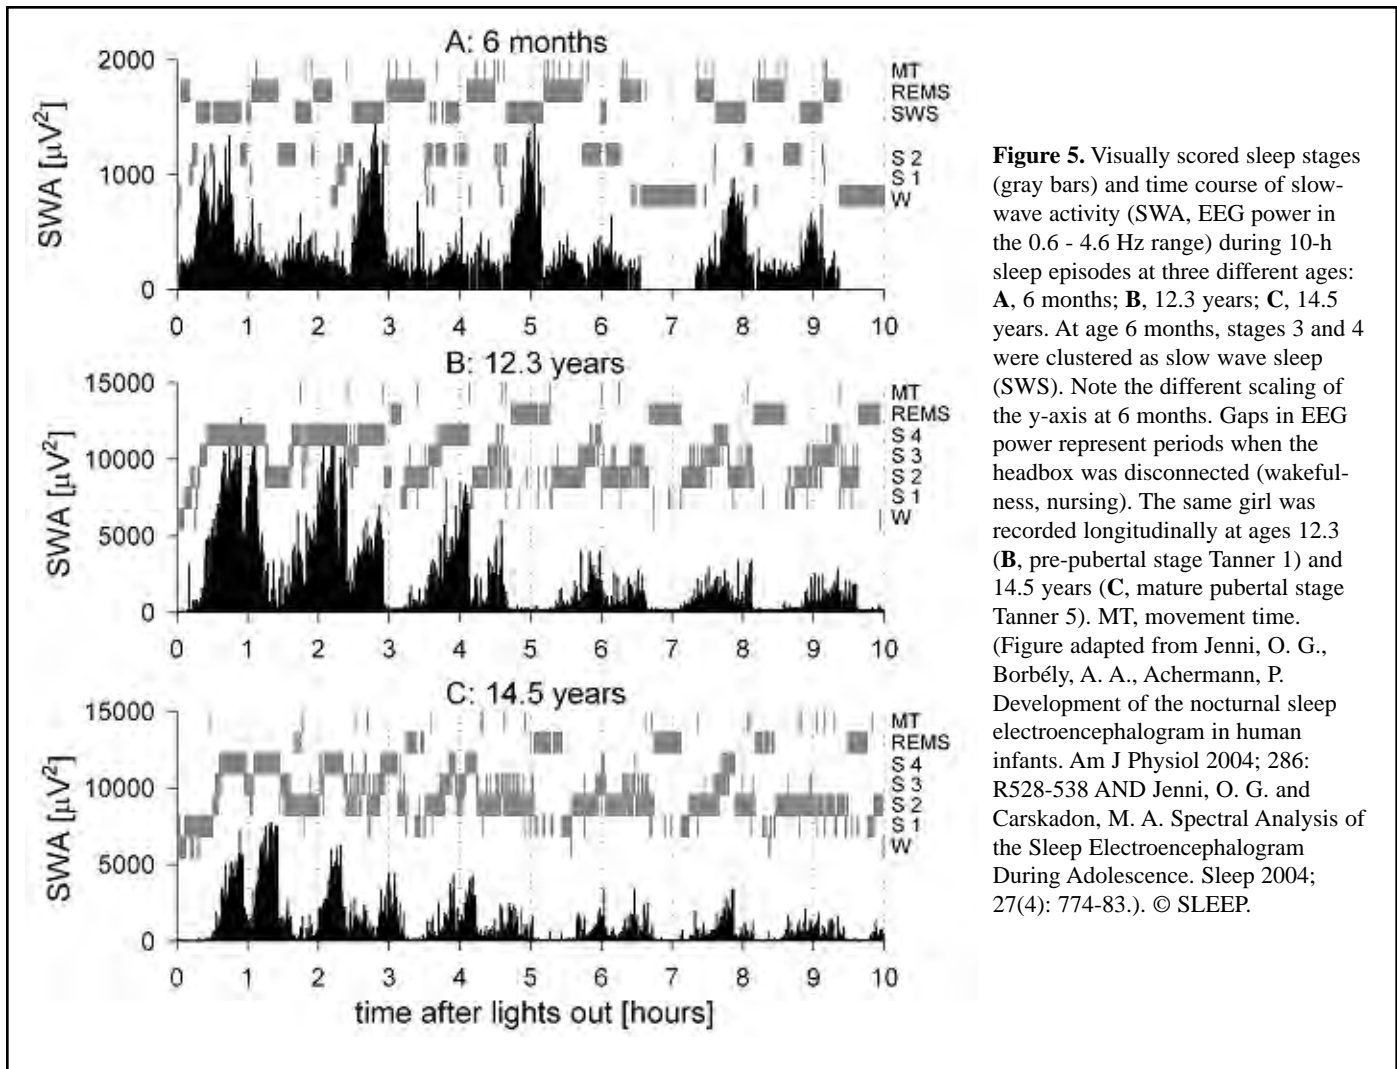 A: 6 months
2000
1000
0
SWA [µV²]
MT
REMS
SWS
S 2
S 1
W
0 1 2 3 4 5 6 7 8 9 10
B: 12.3 years
15000
10000
5000
0
SWA [µV²]
MT
REMS
S 4
S 3
S 2
S 1
W
0 1 2 3 4 5 6 7 8 9 10
C: 14.5 years
15000
10000
5000
0
SWA [µV²]
MT
REMS
S 4
S 3
S 2
S 1
W
0 1 2 3 4 5 6 7 8 9 10
time after lights out [hours]
Figure 5. Visually scored sleep stages
(gray bars) and time course of slow-
wave activity (SWA, EEG power in
the 0.6 - 4.6 Hz range) during 10-h
sleep episodes at three different ages:
A, 6 months; B, 12.3 years; C, 14.5
years. At age 6 months, stages 3 and 4
were clustered as slow wave sleep
(SWS). Note the different scaling of
the y-axis at 6 months. Gaps in EEG
power represent periods when the
headbox was disconnected (wakeful-
ness, nursing). The same girl was
recorded longitudinally at ages 12.3
(B, pre-pubertal stage Tanner 1) and
14.5 years (C, mature pubertal stage
Tanner 5). MT, movement time.
(Figure adapted from Jenni, O. G.,
Borbély, A. A., Achermann, P.
Development of the nocturnal sleep
electroencephalogram in human
infants. Am J Physiol 2004; 286:
R528-538 AND Jenni, O. G. and
Carskadon, M. A. Spectral Analysis of
the Sleep Electroencephalogram
During Adolescence. Sleep 2004;
27(4): 774-83.). © SLEEP.